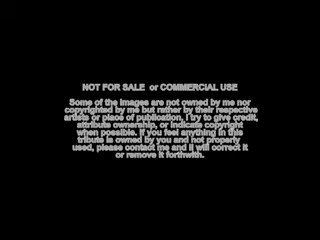 NOT FOR SALE or COMMERCIAL USE
Some of the images are not owned by me nor
copyrighted by me but rather by their respective
artists or place of publication. I try to give credit,
attribute ownership, or indicate copyright
when possible. If you feel anything in this
tribute is owned by you and not properly
used, please contact me and ii will correct it
or remove it forthwith.